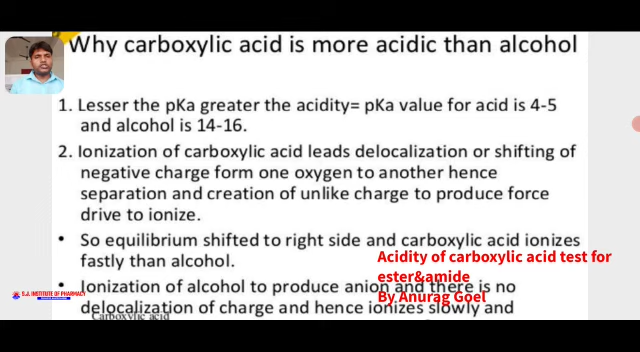 Why carboxylic acid is more acidic than alcohol
1. Lesser the pKa greater the acidity= pKa value for acid is 4-5
and alcohol is 14-16.
2. Ionization of carboxylic acid leads delocalization or shifting of
negative charge form one oxygen to another hence
separation and creation of unlike charge to produce force
drive to ionize.
• So equilibrium shifted to right side and carboxylic acid ionizes
fastly than alcohol.
Acidity of carboxylic acid test for
ester&amide
By Anurag Goel
• Ionization of alcohol to produce anion and there is no
delocalization of charge and hence ionizes slowly and
S.J. INSTITUTE OF PHARMACY
Carboxylic acid